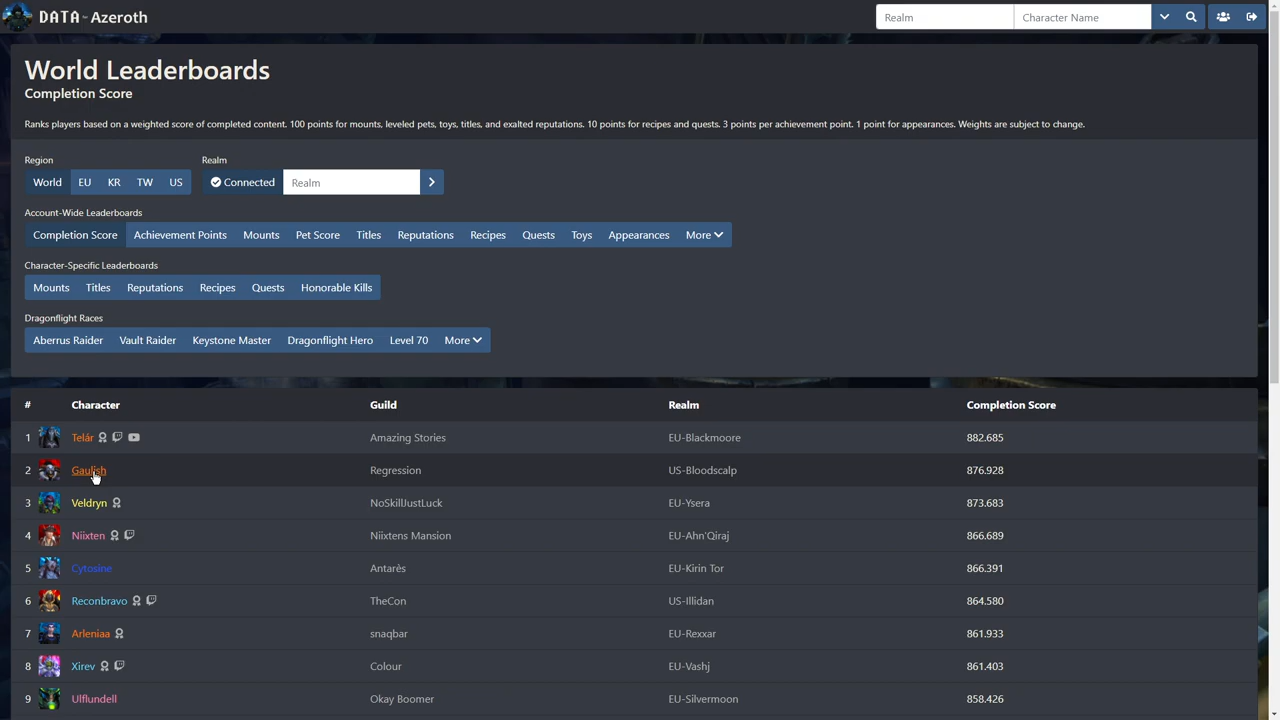 DATA - Azeroth
Realm
Character Name
World Leaderboards
Completion Score
Ranks players based on a weighted score of completed content. 100 points for mounts, leveled pets, toys, titles, and exalted reputations. 10 points for recipes and quests. 3 points per achievement point. 1 point for appearances. Weights are subject to change.
Region Realm
World EU KR TW US Connected Realm
Account-Wide Leaderboards
Completion Score Achievement Points Mounts Pet Score Titles Reputations Recipes Quests Toys Appearances More
Character-Specific Leaderboards
Mounts Titles Reputations Recipes Quests Honorable Kills
Dragonflight Races
Aberrus Raider Vault Raider Keystone Master Dragonflight Hero Level 70 More
# Character Guild Realm Completion Score
1 Telár Amazing Stories EU-Blackmoore 882.685
2 Gaulish Regression US-Bloodscalp 876.928
3 Veldryn NoSkillJustLuck EU-Ysera 873.683
4 Niixten Niixtens Mansion EU-Ahn'Qiraj 866.689
5 Cytosine Antarès EU-Kirin Tor 866.391
6 Reconbravo TheCon US-Illidan 864.580
7 Arleniaa snaqbar EU-Rexxar 861.933
8 Xirev Colour EU-Vashj 861.403
9 Ulflundell Okay Boomer EU-Silvermoon 858.426